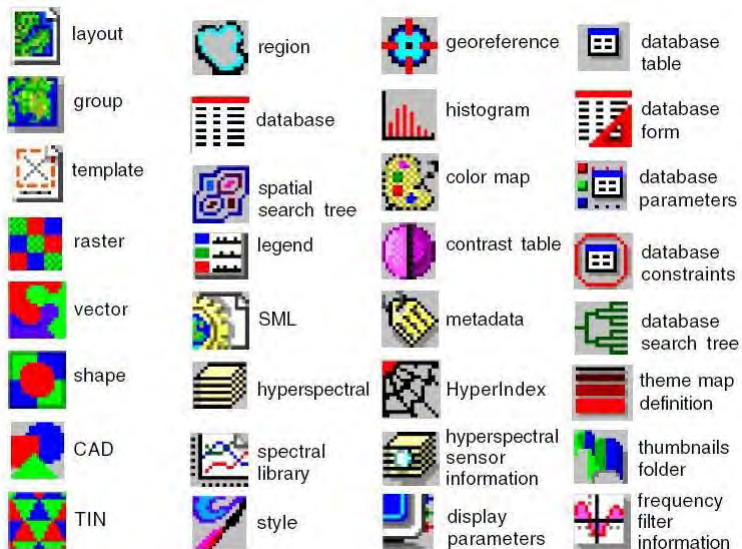 layout
group
template
raster
vector
shape
CAD
TIN
region
database
spatial
search tree
legend
SML
hyperspectral
spectral
library
style
georeference
histogram
color map
contrast table
metadata
HyperIndex
hyperspectral
sensor
information
display
parameters
database
table
database
form
database
parameters
database
constraints
database
search tree
theme map
definition
thumbnails
folder
frequency
filter
information